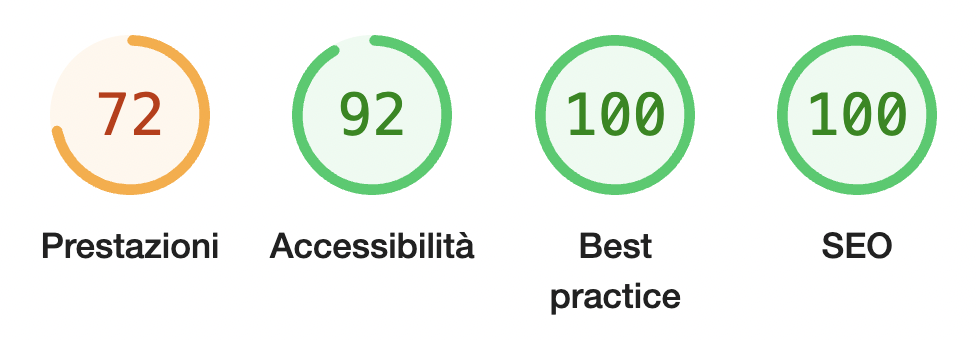 72
92
100
100
Prestazioni
Accessibilità
Best
practice
SEO